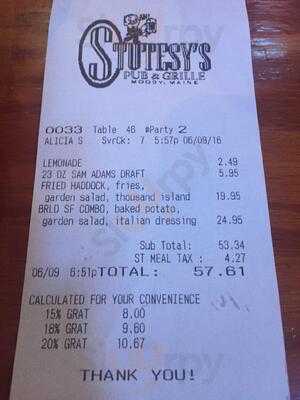 STUTESY'S
PUB & GRILLE
MOODY, MAINE
0033 Table 46 #Party 2
ALICIA S SvrCk: 7 5:57p 06/09/16
LEMONADE 2.49
23 OZ SAM ADAMS DRAFT 5.95
FRIED HADDOCK, fries,
garden salad, thousand island 19.95
BRLD SF COMBO, baked potato,
garden salad, italian dressing 24.95
Sub Total: 53.34
ST MEAL TAX : 4.27
06/09 6:51p TOTAL: 57.61
CALCULATED FOR YOUR CONVENIENCE
15% GRAT 8.00
18% GRAT 9.60
20% GRAT 10.67
THANK YOU!